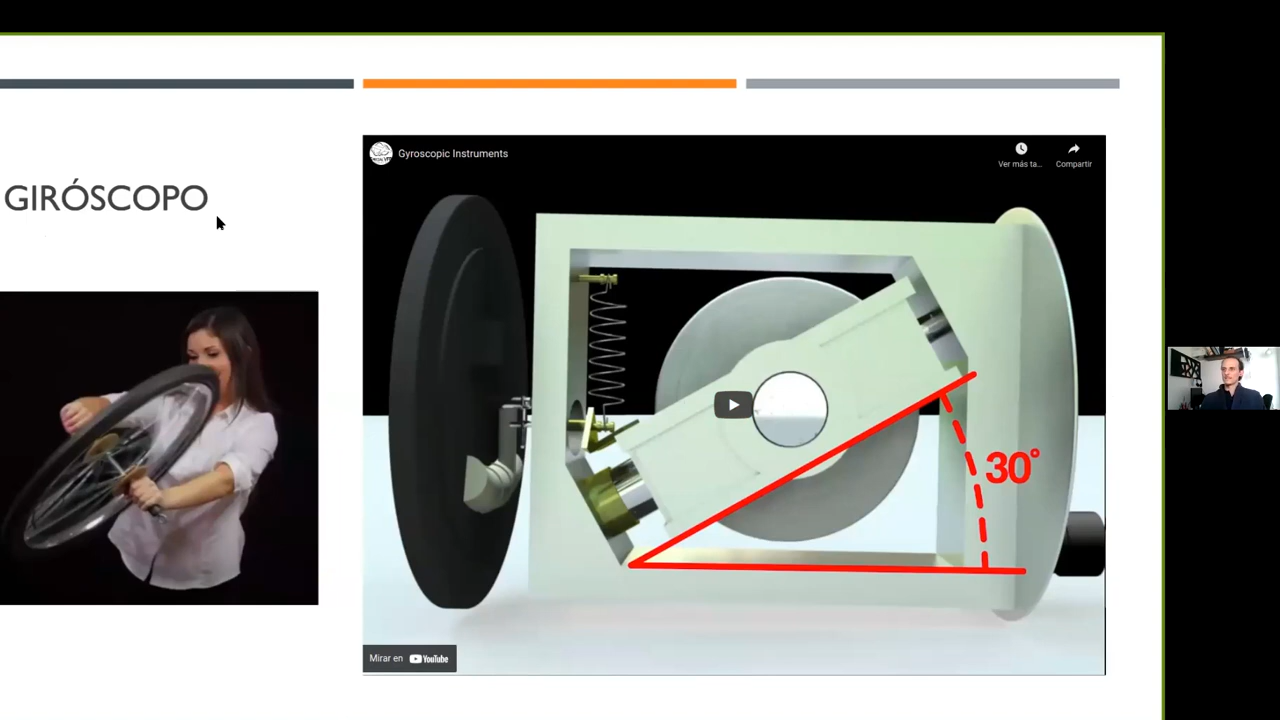 GIRÓSCOPO
Gyroscopic Instruments
Ver más ta...
Compartir
30°
Mirar en YouTube